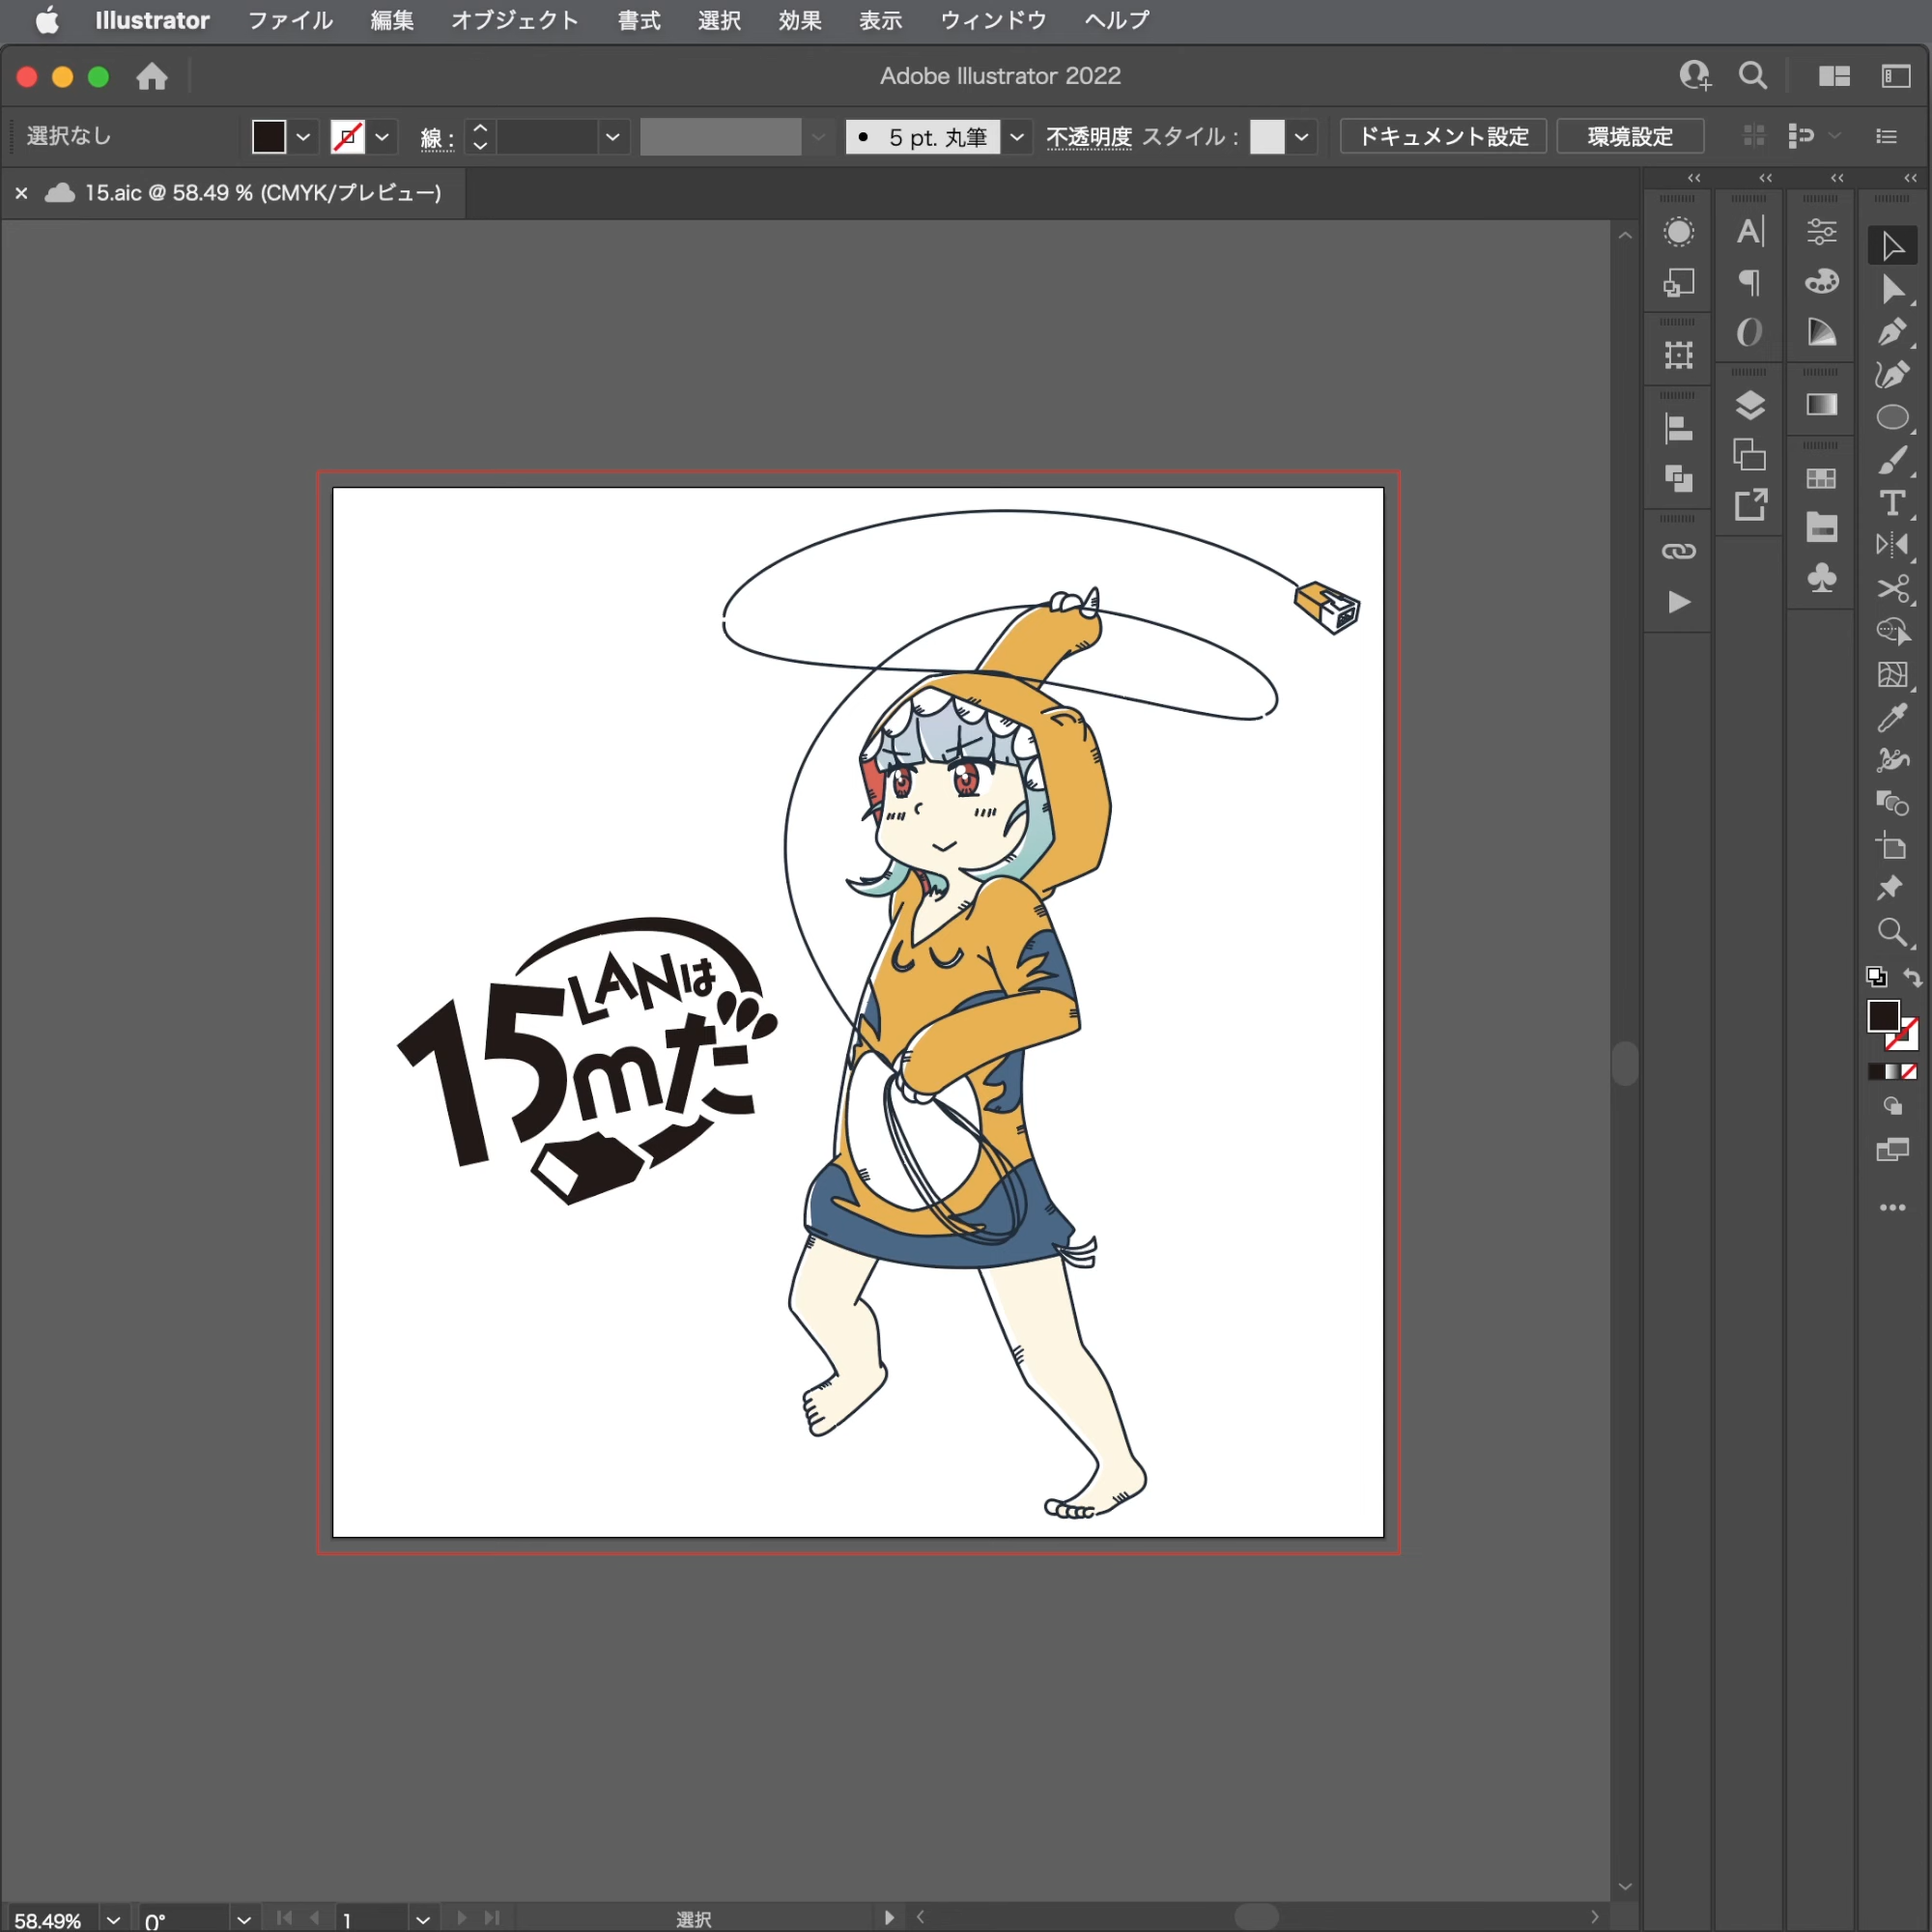 Illustrator ファイル 編集 オブジェクト 書式 選択 効果 表示 ウィンドウ ヘルプ
Adobe Illustrator 2022
選択なし 線: 5 pt. 丸筆 不透明度 スタイル: ドキュメント設定 環境設定
15.aic @ 58.49 % (CMYK/プレビュー)
LANは
15mだ
58.49% 0° 1 選択